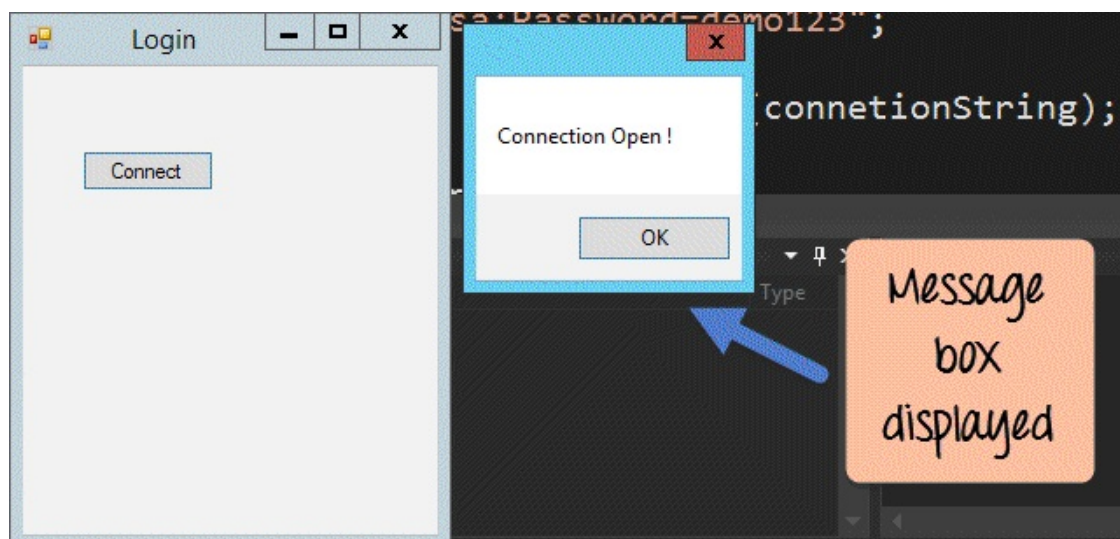 Login
Connect
sa;Password=demo123";
(connetionString);
Connection Open !
OK
Type
Message
box
displayed